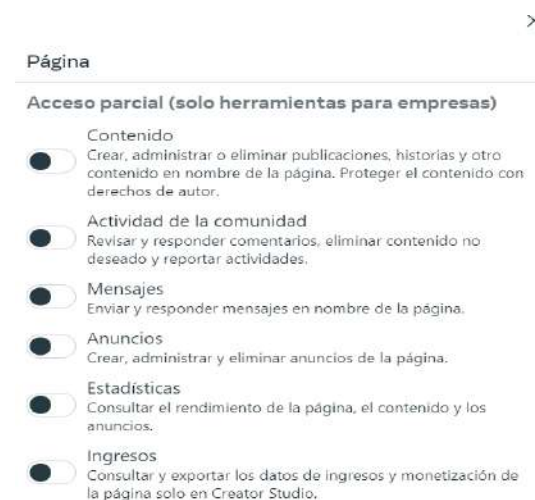 Página
Acceso parcial (solo herramientas para empresas)
Contenido
Crear, administrar o eliminar publicaciones, historias y otro
contenido en nombre de la página. Proteger el contenido con
derechos de autor.
Actividad de la comunidad
Revisar y responder comentarios, eliminar contenido no
deseado y reportar actividades.
Mensajes
Enviar y responder mensajes en nombre de la página.
Anuncios
Crear, administrar y eliminar anuncios de la página.
Estadísticas
Consultar el rendimiento de la página, el contenido y los
anuncios.
Ingresos
Consultar y exportar los datos de ingresos y monetización de
la página solo en Creator Studio.